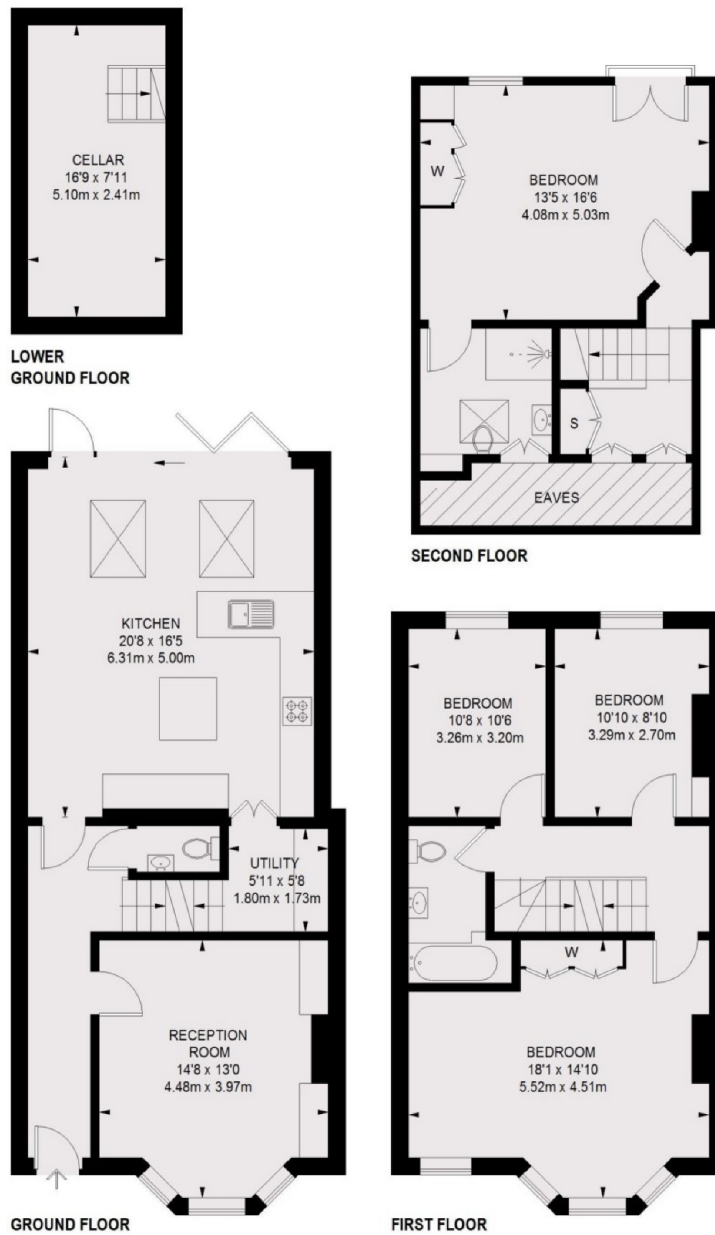 CELLAR
16'9 x 7'11
5.10m x 2.41m
LOWER
GROUND FLOOR
W
BEDROOM
13'5 x 16'6
4.08m x 5.03m
S
EAVES
SECOND FLOOR
KITCHEN
20'8 x 16'5
6.31m x 5.00m
UTILITY
5'11 x 5'8
1.80m x 1.73m
RECEPTION
ROOM
14'8 x 13'0
4.48m x 3.97m
GROUND FLOOR
BEDROOM
10'8 x 10'6
3.26m x 3.20m
BEDROOM
10'10 x 8'10
3.29m x 2.70m
W
BEDROOM
18'1 x 14'10
5.52m x 4.51m
FIRST FLOOR